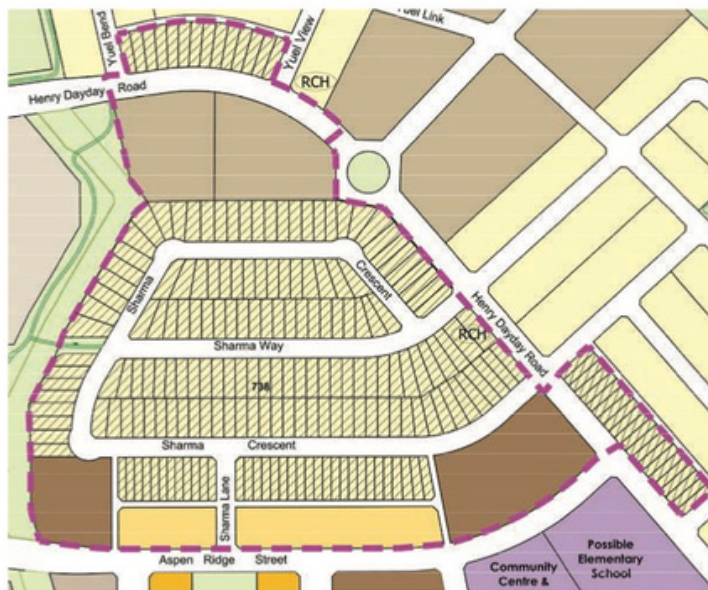 Yuel Bend
Yuel View
Yuel Link
RCH
Henry Dayday Road
Sharma
Crescent
Henry Dayday Road
RCH
Sharma Way
738
Sharma Crescent
Sharma Lane
Aspen Ridge Street
Possible
Elementary
School
Community
Centre &